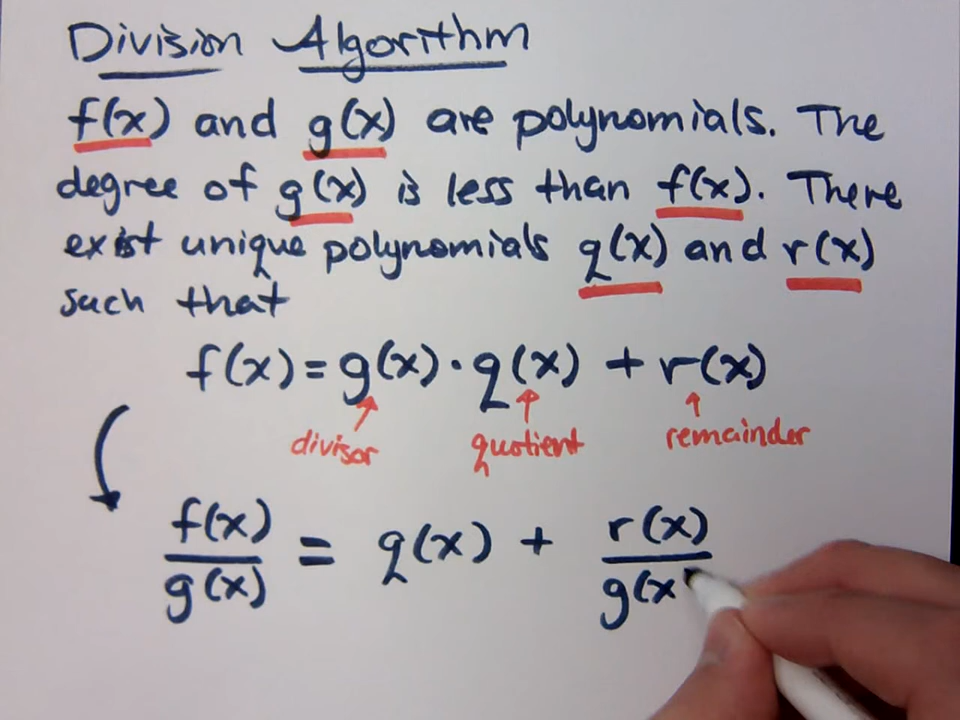 Division Algorithm
f(x) and g(x) are polynomials. The
degree of g(x) is less than f(x). There
exist unique polynomials q(x) and r(x)
such that
f(x) = g(x) · q(x) + r(x)
divisor quotient remainder
f(x)/g(x) = q(x) + r(x)/g(x